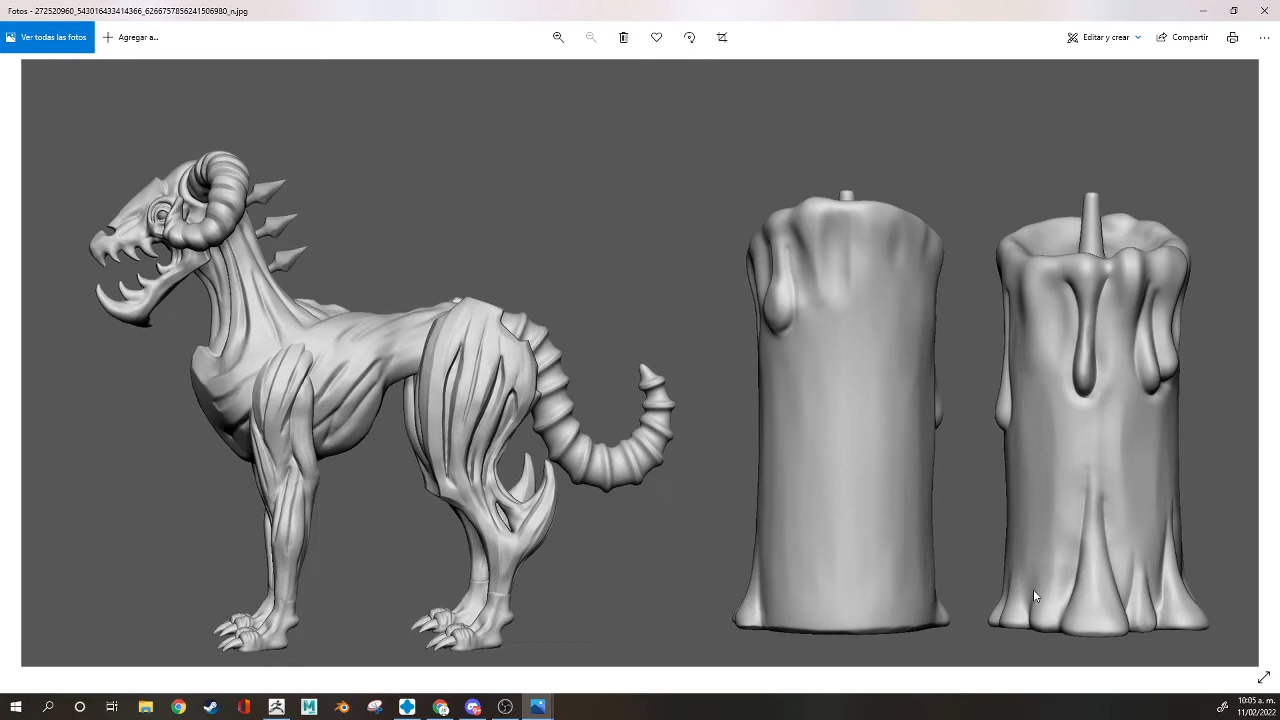 Fotos - 272520960_543016433414366_6266757856241506980_n.jpg
Ver todas las fotos
Agregar a...
Editar y crear
Compartir
10:05 a. m.
11/02/2022